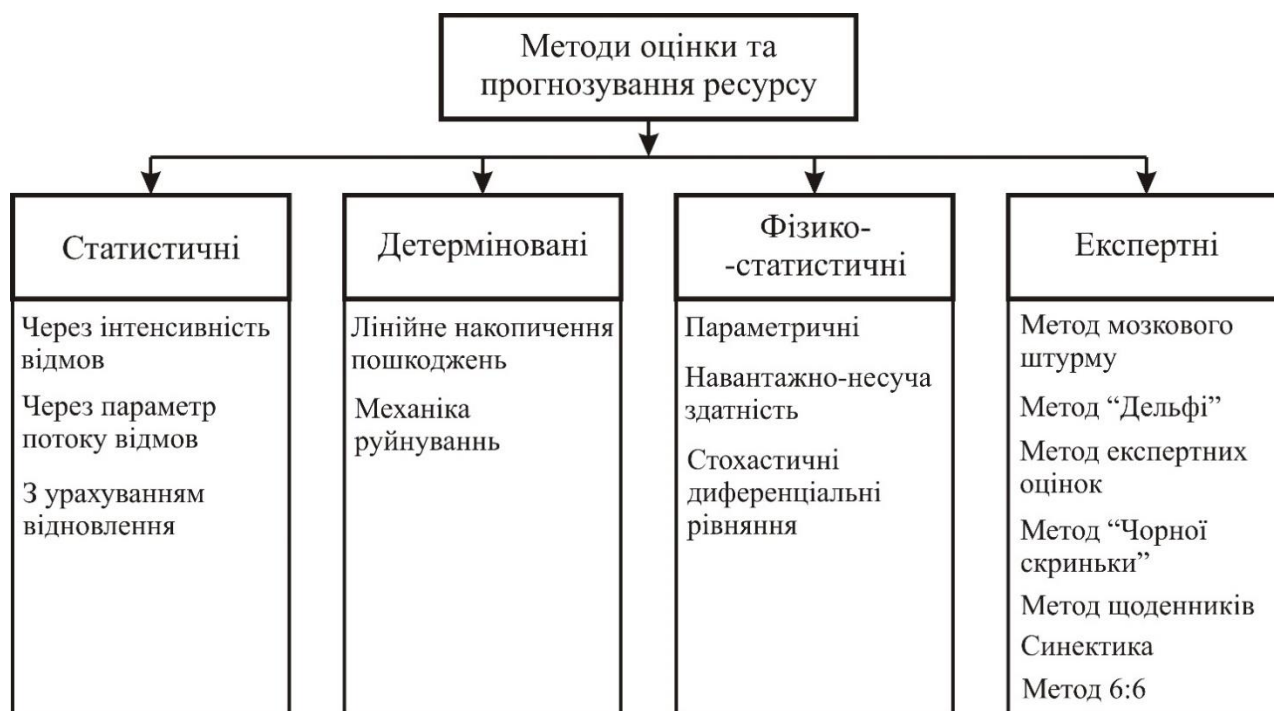 Методи оцінки та
прогнозування ресурсу
Статистичні
Через інтенсивність
відмов
Через параметр
потоку відмов
З урахуванням
відновлення
Детерміновані
Лінійне накопичення
пошкоджень
Механіка
руйнуваннь
Фізико-
-статистичні
Параметричні
Навантажно-несуча
здатність
Стохастичні
диференціальні
рівняння
Експертні
Метод мозкового
штурму
Метод “Дельфі”
Метод експертних
оцінок
Метод “Чорної
скриньки”
Метод щоденників
Синектика
Метод 6:6